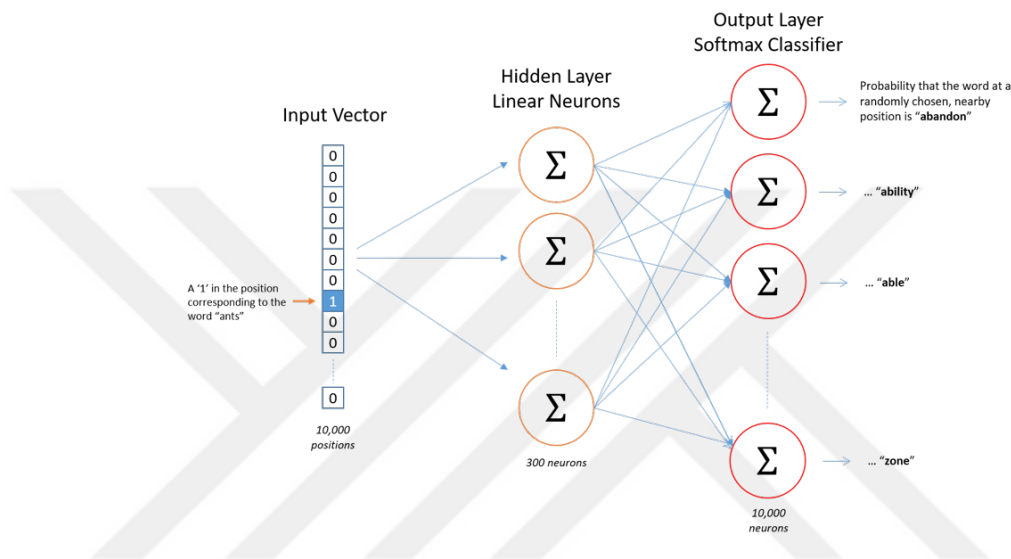 Output Layer
Softmax Classifier
Hidden Layer
Linear Neurons
Input Vector
Σ
Probability that the word at a
randomly chosen, nearby
position is “abandon”
0
0
0
0
0
0
0
1
0
0
0
A ‘1’ in the position
corresponding to the
word “ants”
10,000
positions
Σ
Σ
Σ
300 neurons
Σ
… “ability”
Σ
… “able”
Σ
… “zone”
10,000
neurons